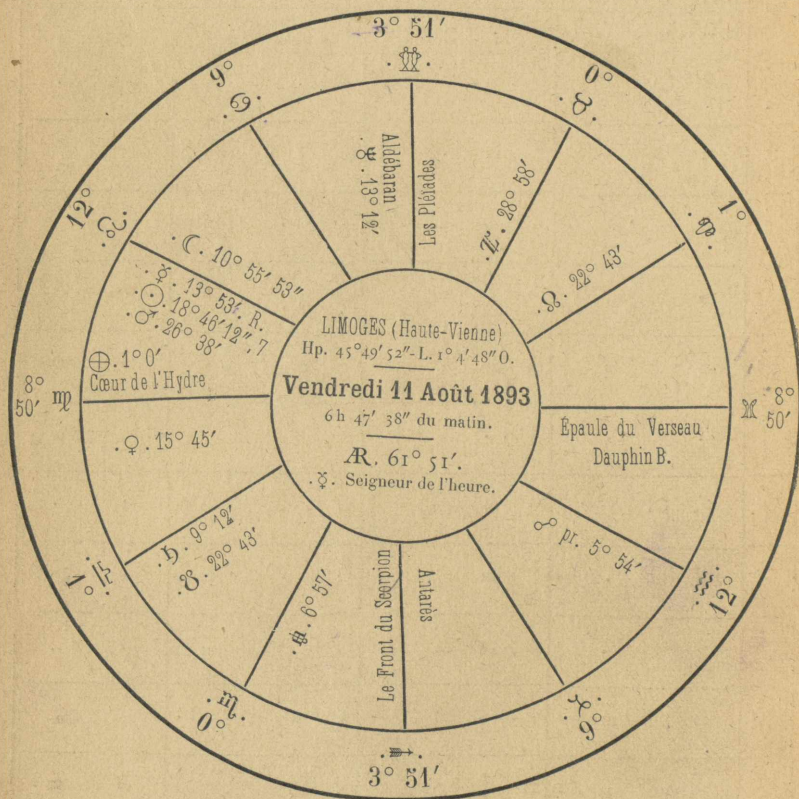 3° 51′
♊
0°
♉
1°
♈
8°
50′
♓
12°
♒
9°
♑
3° 51′
♐
0°
♏
1°
♎
8°
50′
♍
12°
♌
9°
♋
Aldébaran
♆. 13° 12′
Les Pléiades
♃. 28° 58′
☊. 22° 43′
☾. 10° 55′ 53″
☿. 13° 53′. R.
☉. 18° 46′ 12″,7
♂. 26° 38′
⊕. 1° 0′
Cœur de l'Hydre
♀. 15° 45′
♄. 9° 12′
☋. 22° 43′
♅. 6° 57′
Le Front du Scorpion
Antarès
☍ pr. 5° 54′
Épaule du Verseau
Dauphin B.
LIMOGES (Haute-Vienne)
Hp. 45°49′52″-L. 1°4′48″O.
Vendredi 11 Août 1893
6h 47′ 38″ du matin.
ÆR. 61° 51′.
.☿. Seigneur de l'heure.